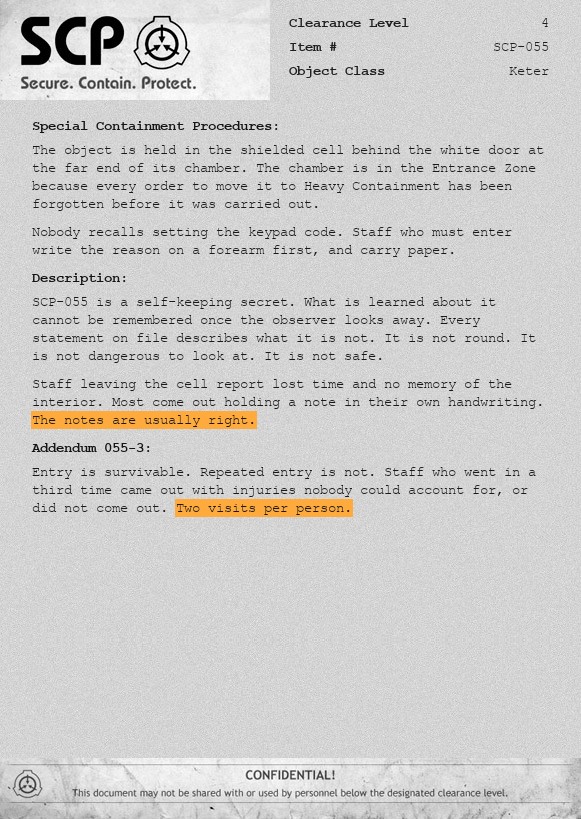 SCP
Secure. Contain. Protect.
Clearance Level 4
Item # SCP-055
Object Class Keter
Special Containment Procedures:
The object is held in the shielded cell behind the white door at
the far end of its chamber. The chamber is in the Entrance Zone
because every order to move it to Heavy Containment has been
forgotten before it was carried out.
Nobody recalls setting the keypad code. Staff who must enter
write the reason on a forearm first, and carry paper.
Description:
SCP-055 is a self-keeping secret. What is learned about it
cannot be remembered once the observer looks away. Every
statement on file describes what it is not. It is not round. It
is not dangerous to look at. It is not safe.
Staff leaving the cell report lost time and no memory of the
interior. Most come out holding a note in their own handwriting.
The notes are usually right.
Addendum 055-3:
Entry is survivable. Repeated entry is not. Staff who went in a
third time came out with injuries nobody could account for, or
did not come out. Two visits per person.
CONFIDENTIAL!
This document may not be shared with or used by personnel below the designated clearance level.